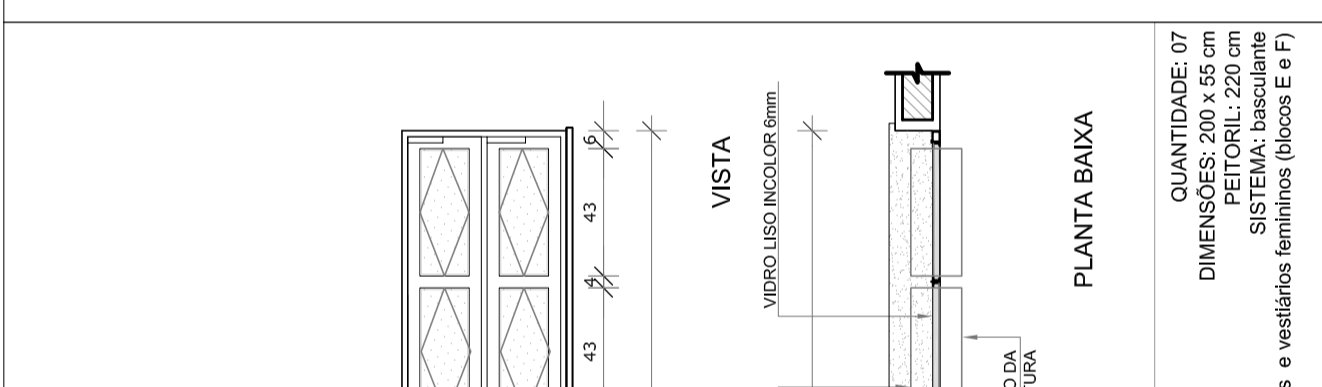 6
43
4
43
VISTA
VIDRO LISO INCOLOR 6mm
PLANTA BAIXA
QUANTIDADE: 07
DIMENSÕES: 200 x 55 cm
PEITORIL: 220 cm
SISTEMA: basculante
e vestiários femininos (blocos E e F)